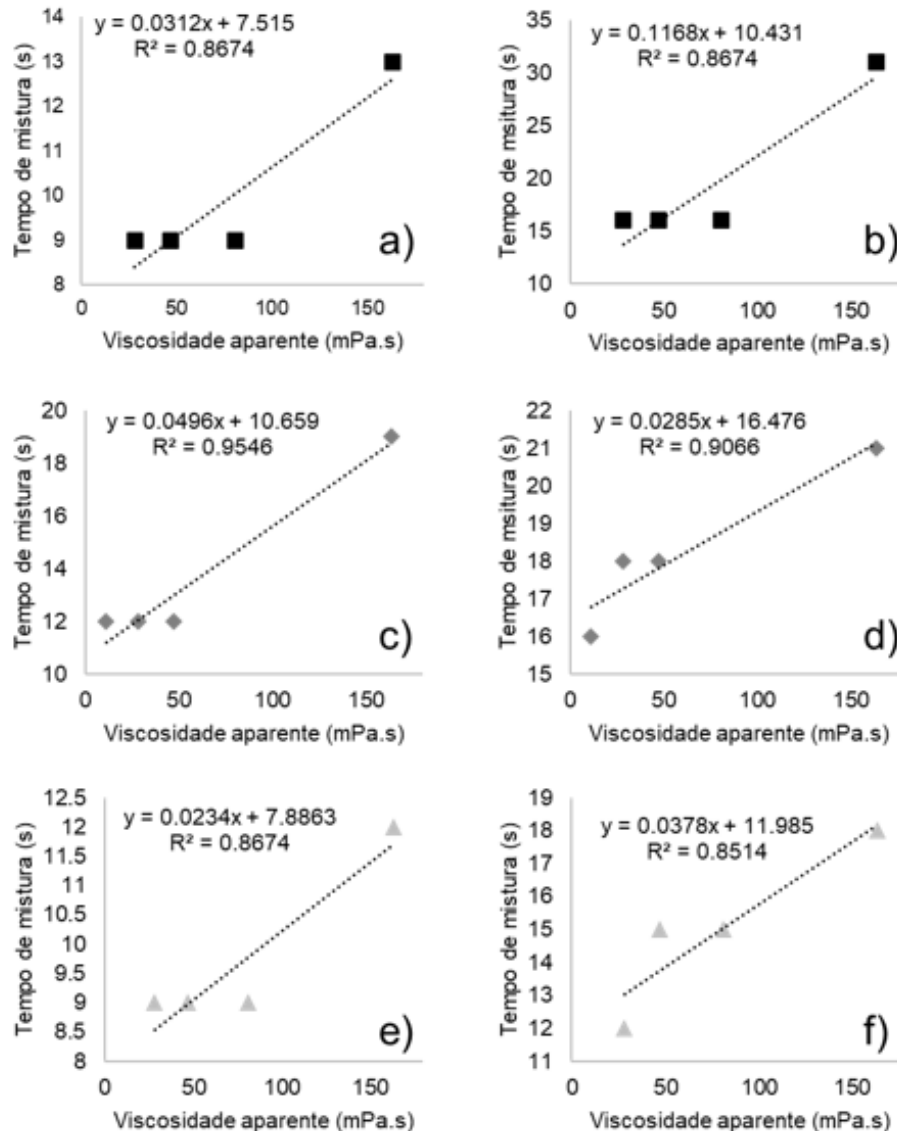 y = 0.0312x + 7.515
R² = 0.8674
Tempo de mistura (s)
14
13
12
11
10
9
8
0 50 100 150
Viscosidade aparente (mPa.s)
a)
y = 0.1168x + 10.431
R² = 0.8674
Tempo de msitura (s)
35
30
25
20
15
10
0 50 100 150
Viscosidade aparente (mPa.s)
b)
y = 0.0496x + 10.659
R² = 0.9546
Tempo de mistura (s)
20
18
16
14
12
10
0 50 100 150
Viscosidade aparente (mPa.s)
c)
y = 0.0285x + 16.476
R² = 0.9066
Tempo de msitura (s)
22
21
20
19
18
17
16
15
0 50 100 150
Viscosidade aparente (mPa.s)
d)
y = 0.0234x + 7.8863
R² = 0.8674
Tempo de mistura (s)
12.5
12
11.5
11
10.5
10
9.5
9
8.5
8
0 50 100 150
Viscosidade aparente (mPa.s)
e)
y = 0.0378x + 11.985
R² = 0.8514
Tempo de mistura (s)
19
18
17
16
15
14
13
12
11
0 50 100 150
Viscosidade aparente (mPa.s)
f)